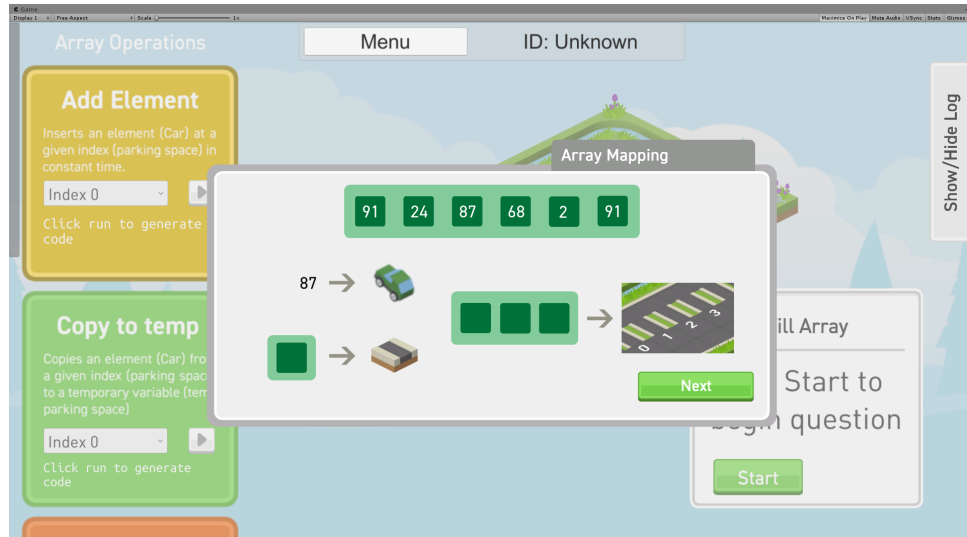 Game
Display 1
Free Aspect
Scale
1x
Maximize On Play
Mute Audio
VSync
Stats
Gizmos
Array Operations
Menu
ID: Unknown
Add Element
Inserts an element (Car) at a
given index (parking space) in
constant time.
Index 0
Click run to generate
code
Copy to temp
Copies an element (Car) fro
a given index (parking spac
to a temporary variable (tem
parking space)
Index 0
Click run to generate
code
Array Mapping
91 24 87 68 2 91
87
0 1 2 3
Next
Show/Hide Log
ill Array
Start to
begin question
Start